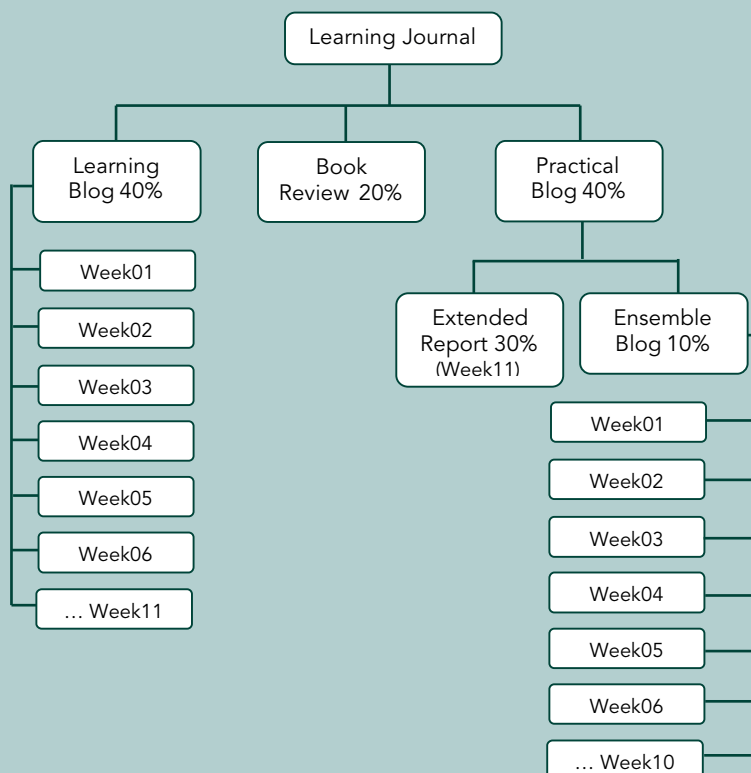 Learning Journal
Learning
Blog 40%
Book
Review 20%
Practical
Blog 40%
Week01
Week02
Week03
Week04
Week05
Week06
... Week11
Extended
Report 30%
(Week11)
Ensemble
Blog 10%
Week01
Week02
Week03
Week04
Week05
Week06
... Week10